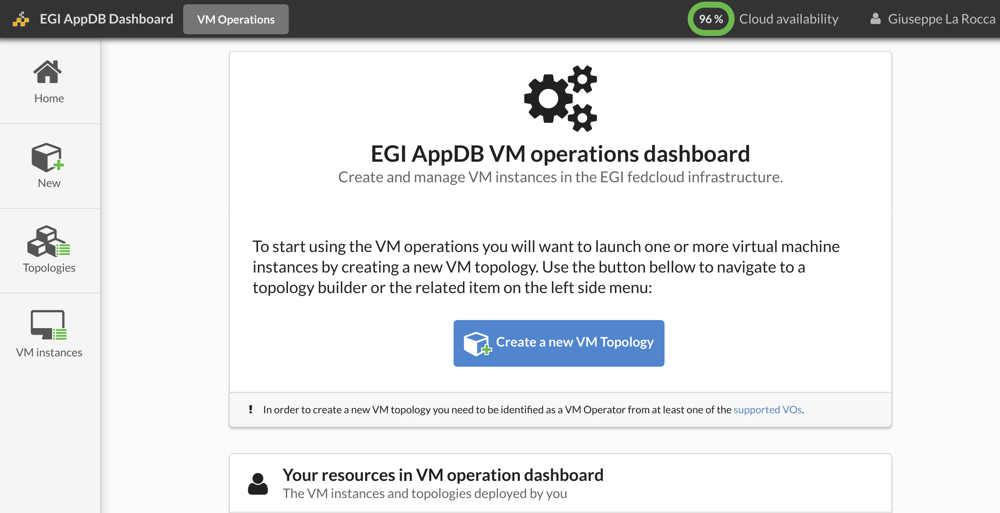 EGI AppDB Dashboard
VM Operations
96 %
Cloud availability
Giuseppe La Rocca
Home
New
Topologies
VM instances
EGI AppDB VM operations dashboard
Create and manage VM instances in the EGI fedcloud infrastructure.
To start using the VM operations you will want to launch one or more virtual machine
instances by creating a new VM topology. Use the button bellow to navigate to a
topology builder or the related item on the left side menu:
Create a new VM Topology
! In order to create a new VM topology you need to be identified as a VM Operator from at least one of the supported VOs.
Your resources in VM operation dashboard
The VM instances and topologies deployed by you